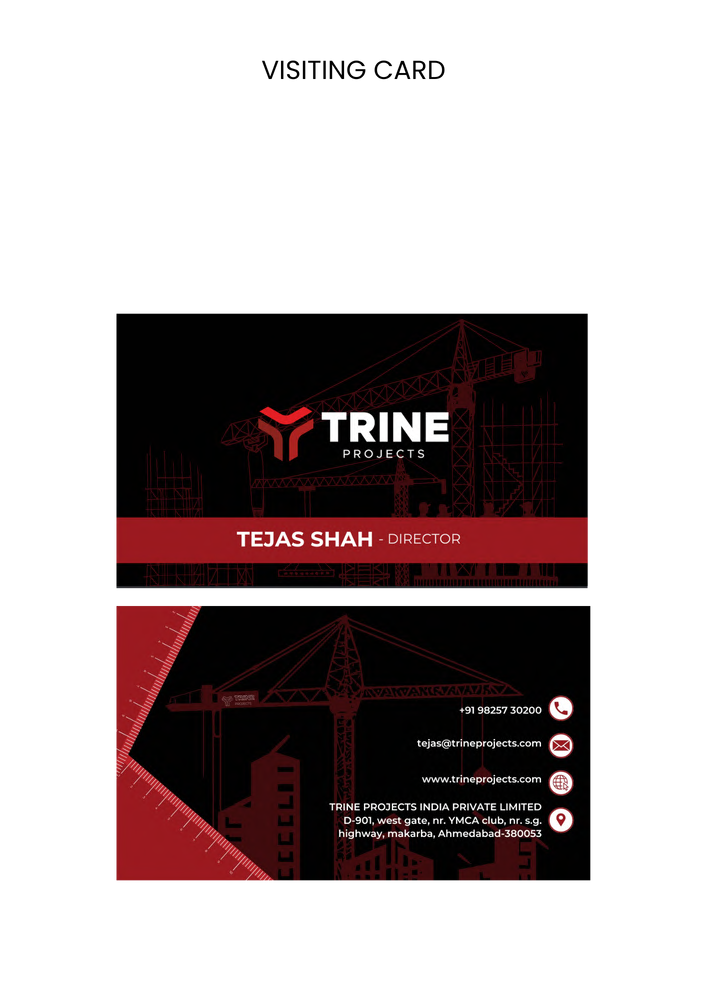 VISITING CARD
TRINE
PROJECTS
TEJAS SHAH - DIRECTOR
+91 98257 30200
tejas@trineprojects.com
www.trineprojects.com
TRINE PROJECTS INDIA PRIVATE LIMITED
D-901, west gate, nr. YMCA club, nr. s.g.
highway, makarba, Ahmedabad-380053